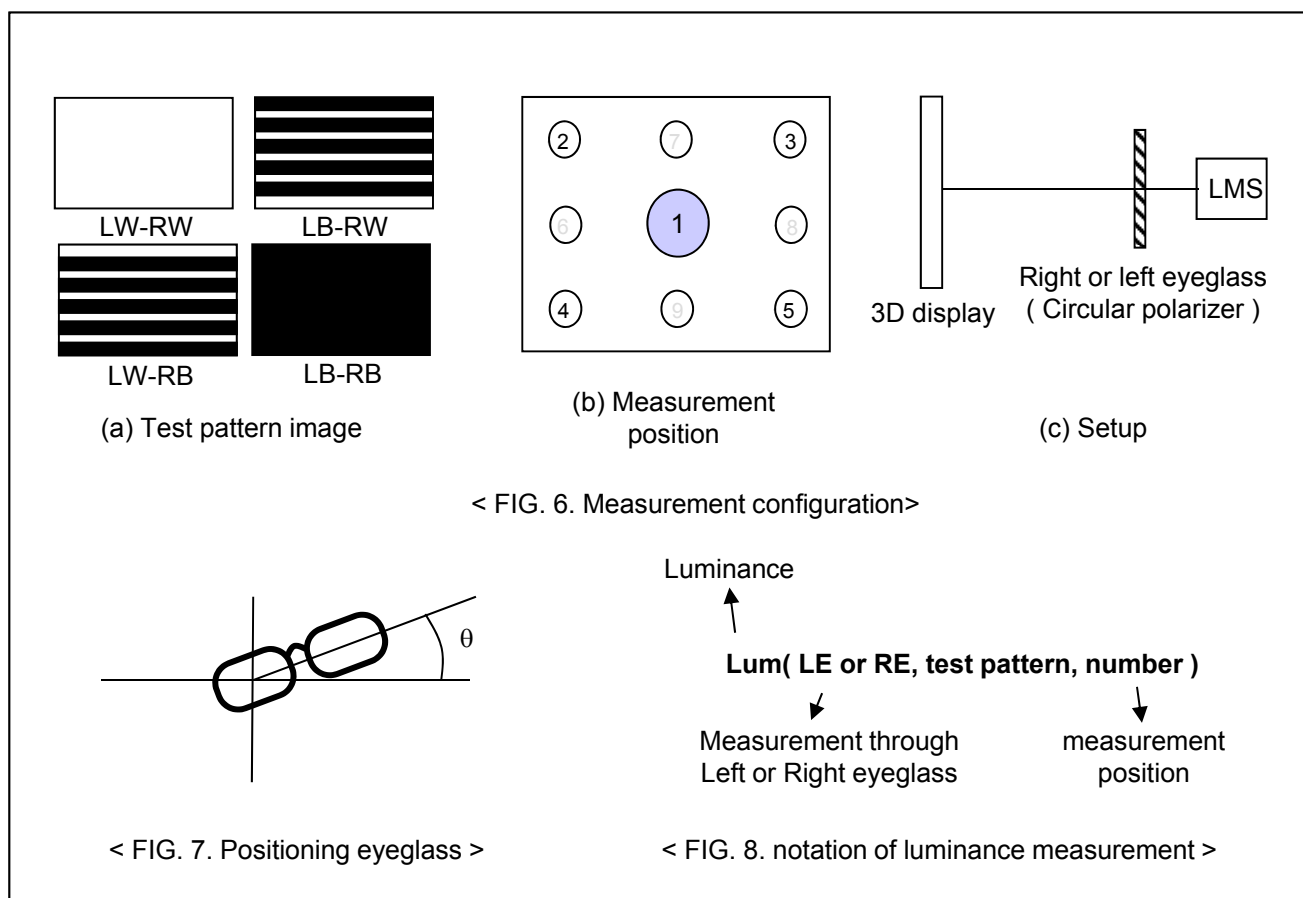 LW-RW
LB-RW
LW-RB
LB-RB
(a) Test pattern image
2
7
3
6
1
8
4
9
5
(b) Measurement
position
LMS
3D display
Right or left eyeglass
( Circular polarizer )
(c) Setup
< FIG. 6. Measurement configuration>
θ
< FIG. 7. Positioning eyeglass >
Luminance
Lum( LE or RE, test pattern, number )
Measurement through
Left or Right eyeglass
measurement
position
< FIG. 8. notation of luminance measurement >